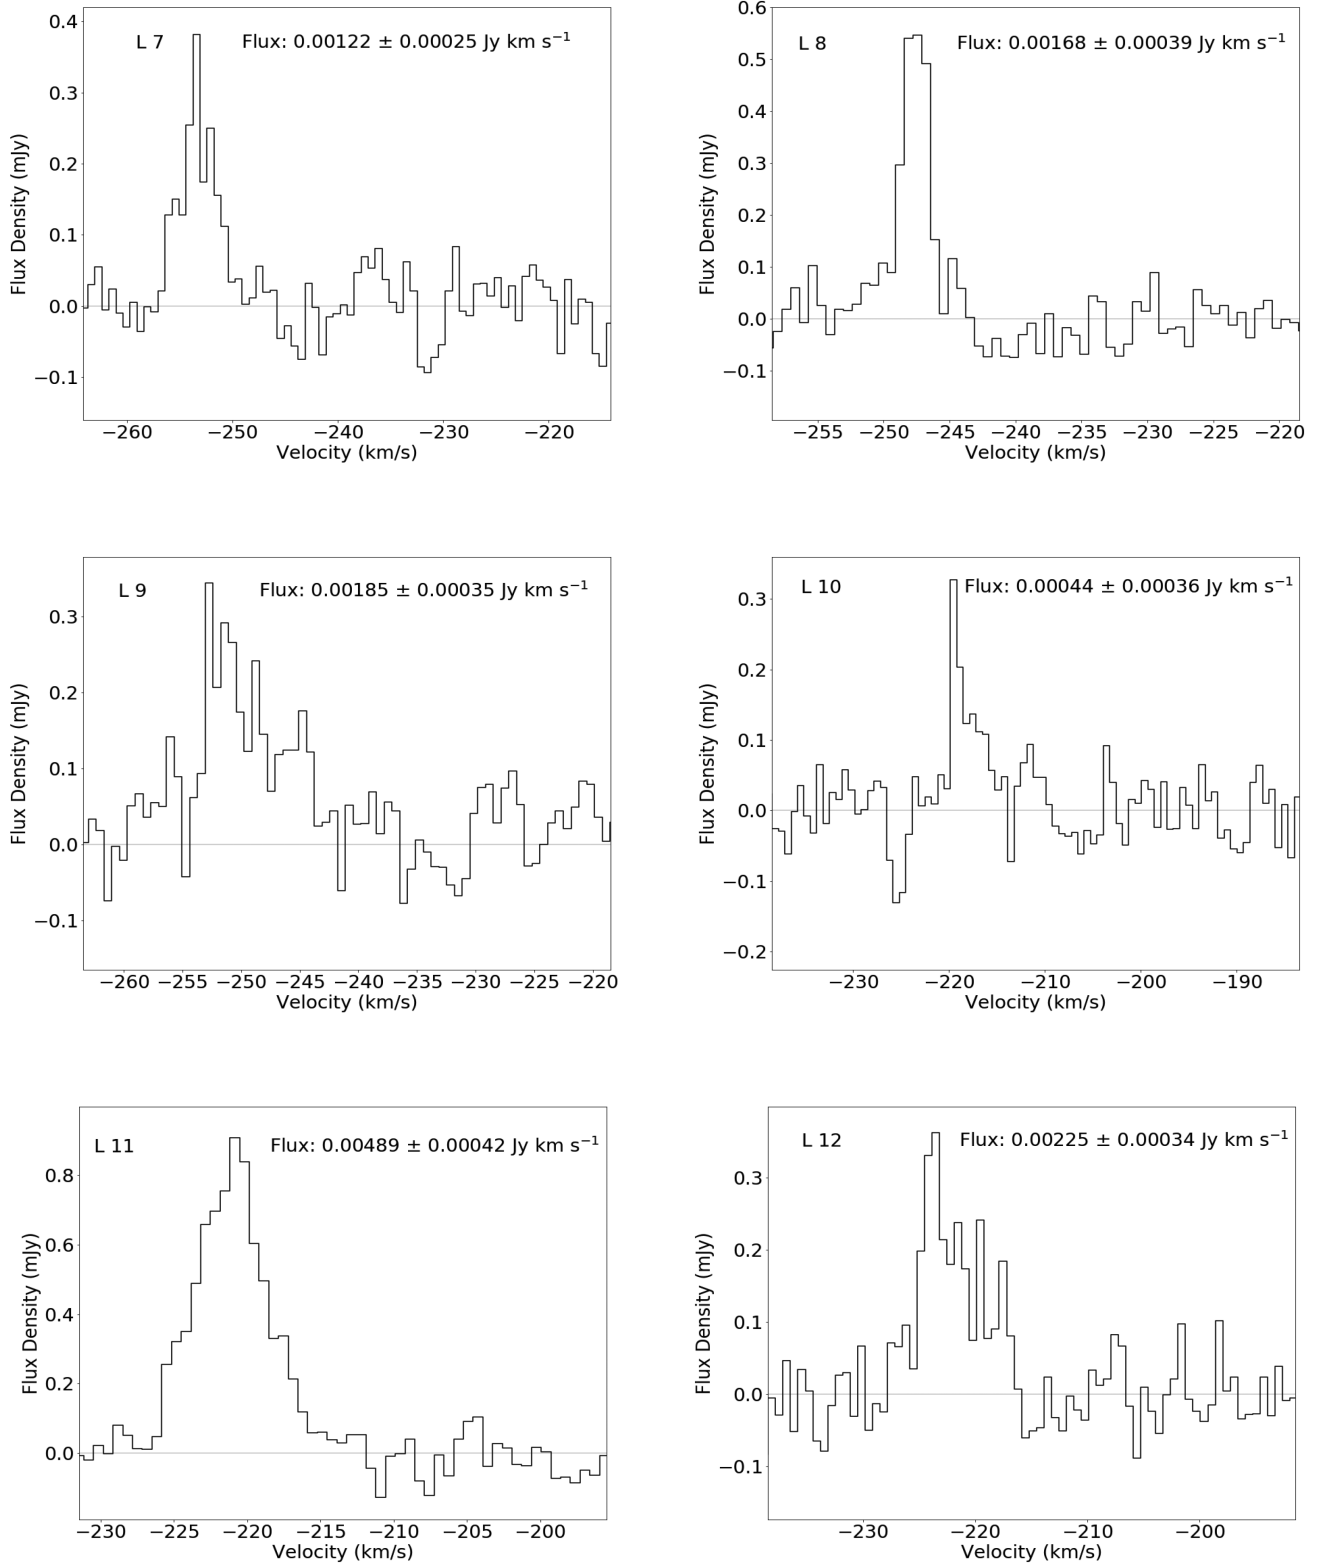 L 7 Flux: 0.00122 ± 0.00025 Jy km s⁻¹
0.4
0.3
0.2
0.1
0.0
−0.1
Flux Density (mJy)
−260 −250 −240 −230 −220
Velocity (km/s)
L 8 Flux: 0.00168 ± 0.00039 Jy km s⁻¹
0.6
0.5
0.4
0.3
0.2
0.1
0.0
−0.1
Flux Density (mJy)
−255 −250 −245 −240 −235 −230 −225 −220
Velocity (km/s)
L 9 Flux: 0.00185 ± 0.00035 Jy km s⁻¹
0.3
0.2
0.1
0.0
−0.1
Flux Density (mJy)
−260 −255 −250 −245 −240 −235 −230 −225 −220
Velocity (km/s)
L 10 Flux: 0.00044 ± 0.00036 Jy km s⁻¹
0.3
0.2
0.1
0.0
−0.1
−0.2
Flux Density (mJy)
−230 −220 −210 −200 −190
Velocity (km/s)
L 11 Flux: 0.00489 ± 0.00042 Jy km s⁻¹
0.8
0.6
0.4
0.2
0.0
Flux Density (mJy)
−230 −225 −220 −215 −210 −205 −200
Velocity (km/s)
L 12 Flux: 0.00225 ± 0.00034 Jy km s⁻¹
0.3
0.2
0.1
0.0
−0.1
Flux Density (mJy)
−230 −220 −210 −200
Velocity (km/s)